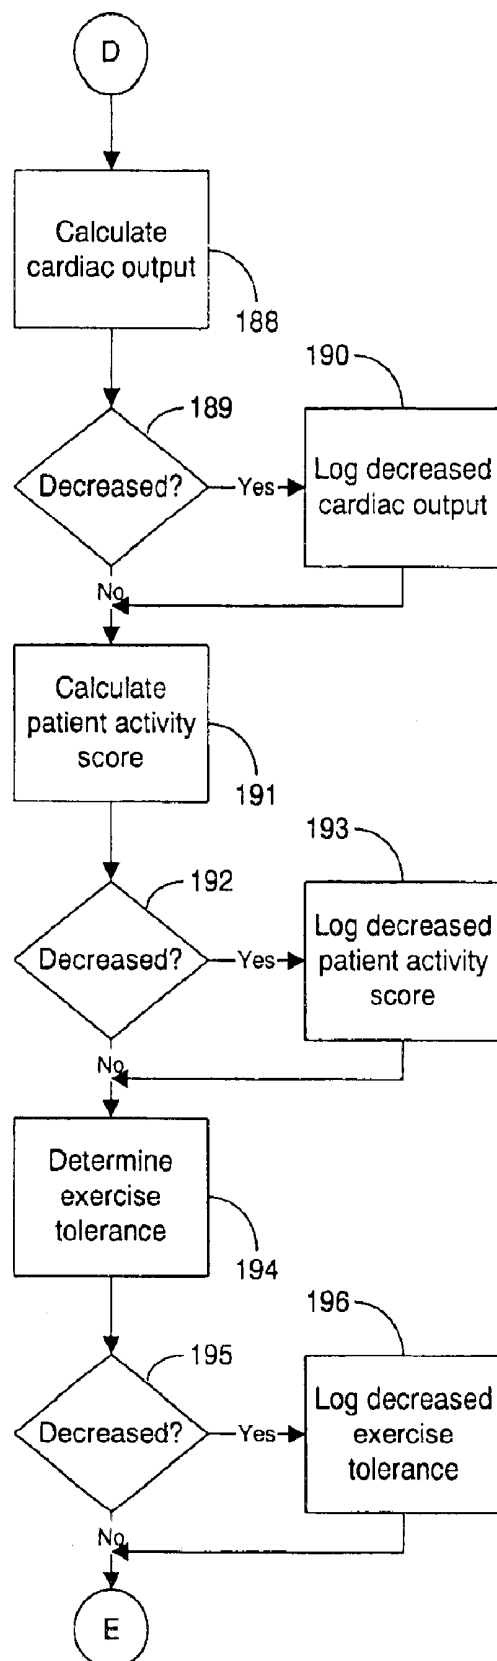 D
Calculate
cardiac output
188
190
189
Decreased?
Yes
Log decreased
cardiac output
No
Calculate
patient activity
score
191
193
192
Decreased?
Yes
Log decreased
patient activity
score
No
Determine
exercise
tolerance
194
196
195
Decreased?
Yes
Log decreased
exercise
tolerance
No
E